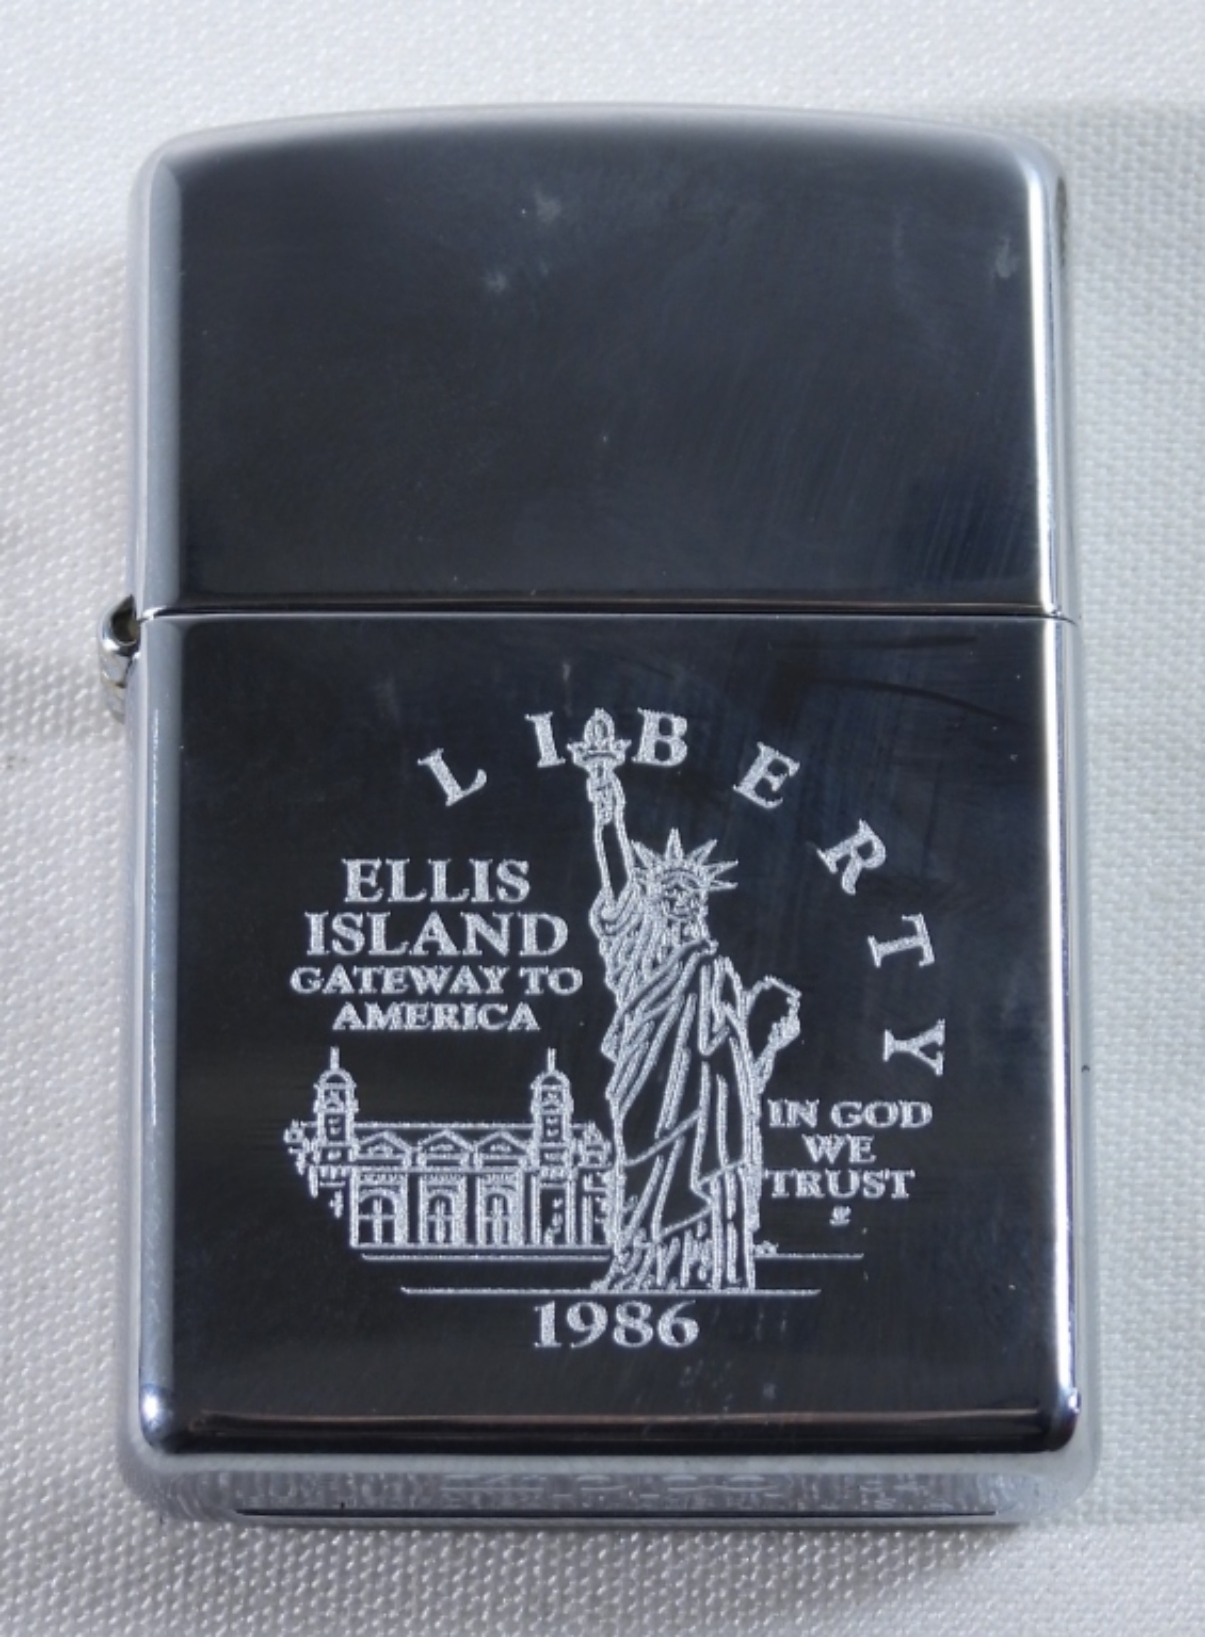 LIBERTY
ELLIS
ISLAND
GATEWAY TO
AMERICA
IN GOD
WE
TRUST
1986